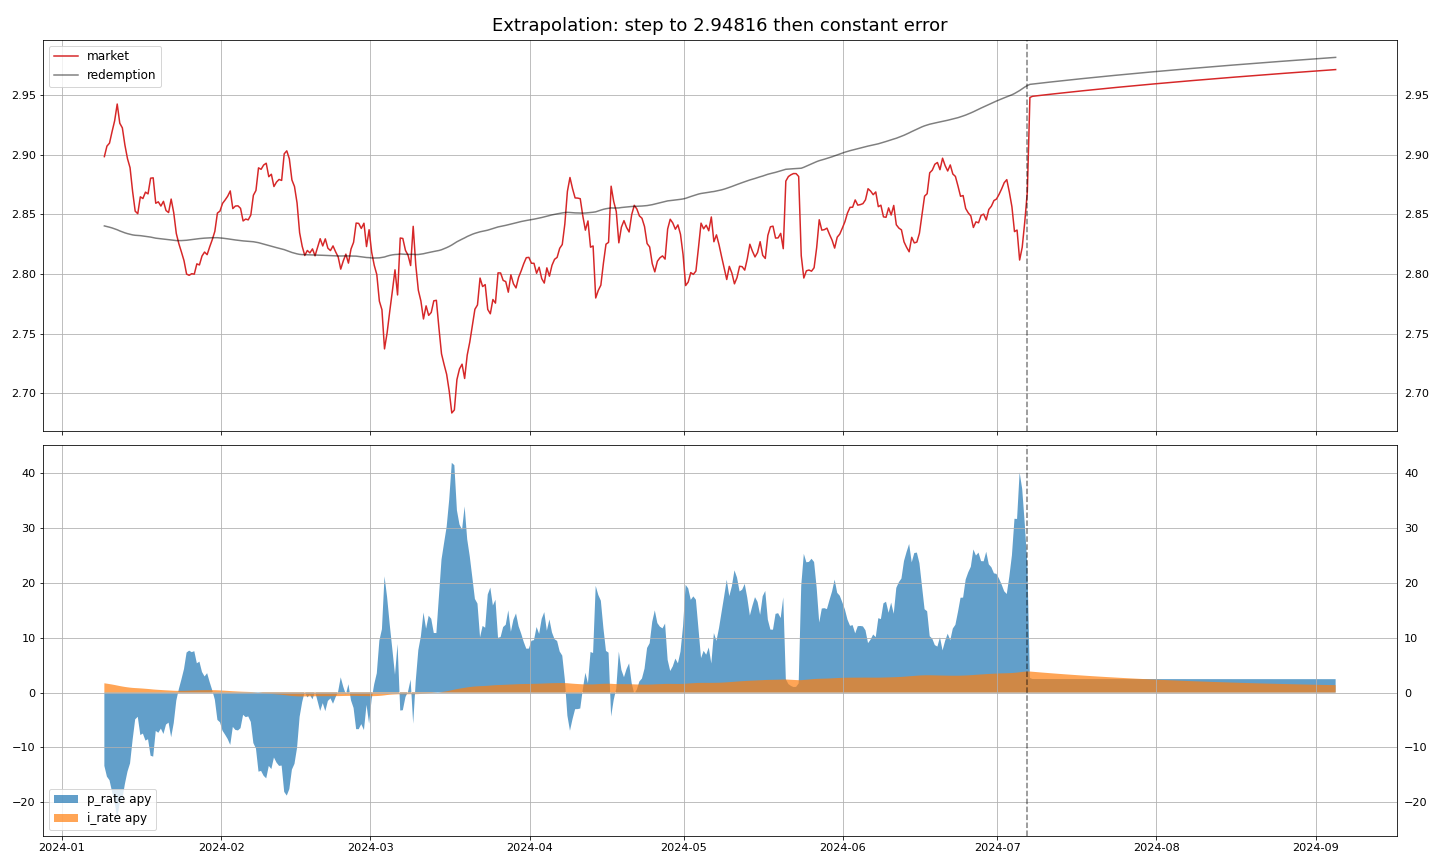 Extrapolation: step to 2.94816 then constant error
market
redemption
2.95 2.95
2.90 2.90
2.85 2.85
2.80 2.80
2.75 2.75
2.70 2.70
40 40
30 30
20 20
10 10
0 0
−10 −10
−20 −20
p_rate apy
i_rate apy
2024-01 2024-02 2024-03 2024-04 2024-05 2024-06 2024-07 2024-08 2024-09